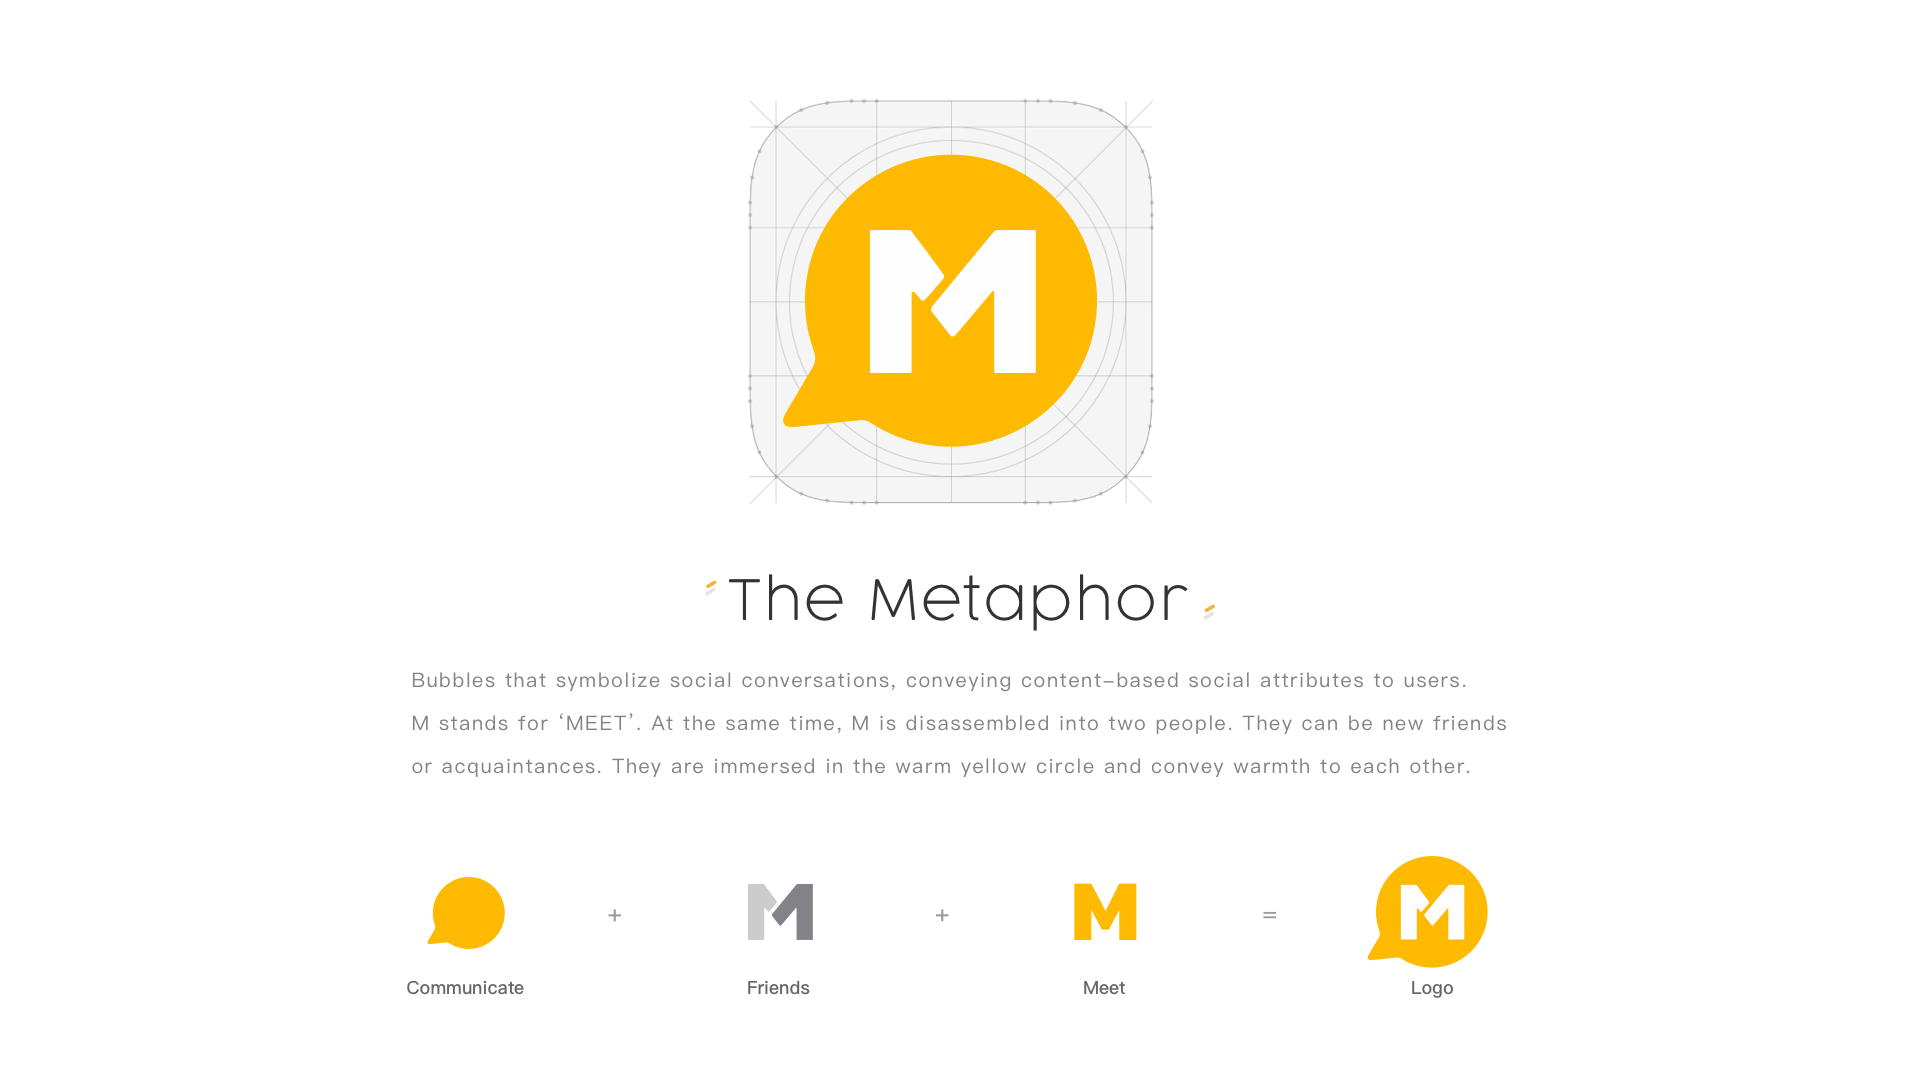 M
The Metaphor
Bubbles that symbolize social conversations, conveying content–based social attributes to users.
M stands for ‘MEET’. At the same time, M is disassembled into two people. They can be new friends
or acquaintances. They are immersed in the warm yellow circle and convey warmth to each other.
+ M + M = M
Communicate Friends Meet Logo